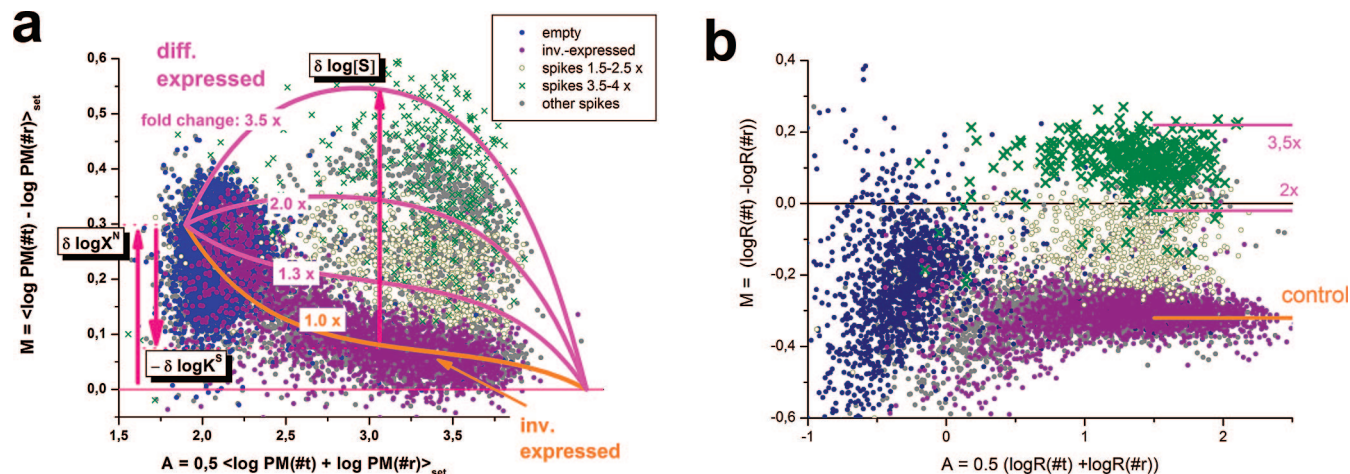 a
diff.
expressed
δ log[S]
fold change: 3.5 x
2.0 x
1.3 x
1.0 x
δ logX^N
– δ logK^S
inv.
expressed
empty
inv.-expressed
spikes 1.5-2.5 x
spikes 3.5-4 x
other spikes
M = <log PM(#t) - log PM(#r)>_set
0,6
0,5
0,4
0,3
0,2
0,1
0,0
1,5 2,0 2,5 3,0 3,5
A = 0,5 <log PM(#t) + log PM(#r)>_set
b
M = (logR(#t) -logR(#r))
0,4
0,2
0,0
-0,2
-0,4
-0,6
3,5x
2x
control
-1 0 1 2
A = 0.5 (logR(#t) +logR(#r))